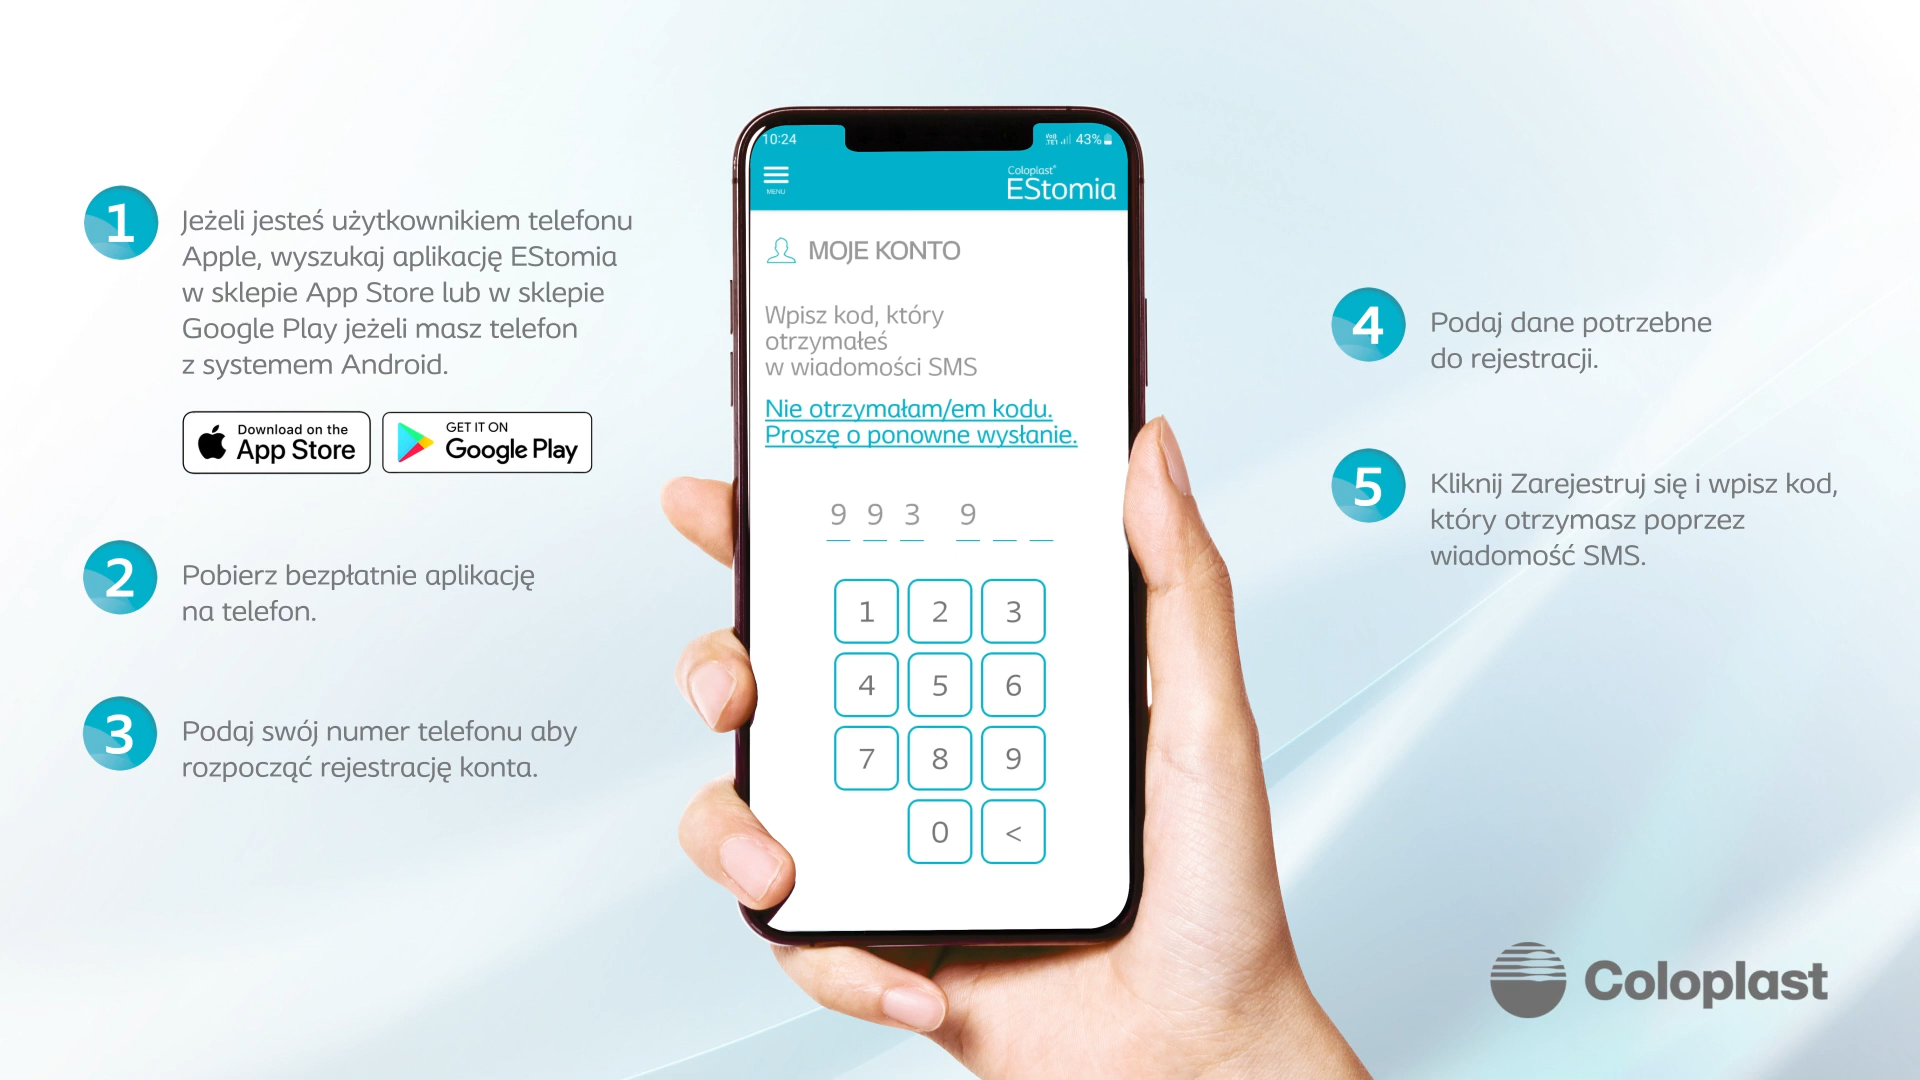 1
Jeżeli jesteś użytkownikiem telefonu
Apple, wyszukaj aplikację EStomia
w sklepie App Store lub w sklepie
Google Play jeżeli masz telefon
z systemem Android.
Download on the
App Store
GET IT ON
Google Play
2
Pobierz bezpłatnie aplikację
na telefon.
3
Podaj swój numer telefonu aby
rozpocząć rejestrację konta.
10:24
43%
MENU
Coloplast®
EStomia
MOJE KONTO
Wpisz kod, który
otrzymałeś
w wiadomości SMS
Nie otrzymałam/em kodu.
Proszę o ponowne wysłanie.
9 9 3 9 _ _
1 2 3
4 5 6
7 8 9
0 <
4
Podaj dane potrzebne
do rejestracji.
5
Kliknij Zarejestruj się i wpisz kod,
który otrzymasz poprzez
wiadomość SMS.
Coloplast